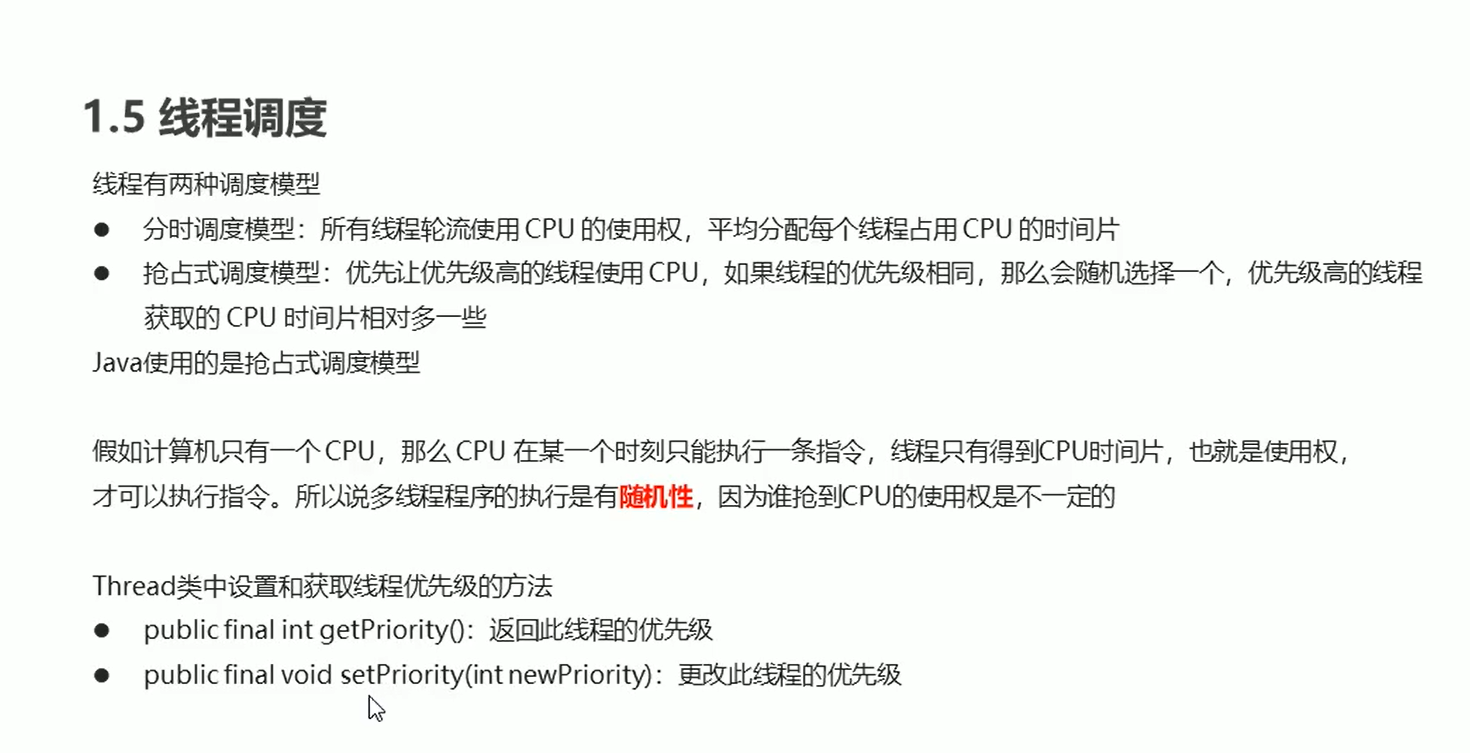 1.5 线程调度
线程有两种调度模型
● 分时调度模型：所有线程轮流使用 CPU 的使用权，平均分配每个线程占用 CPU 的时间片
● 抢占式调度模型：优先让优先级高的线程使用 CPU，如果线程的优先级相同，那么会随机选择一个，优先级高的线程
获取的 CPU 时间片相对多一些
Java使用的是抢占式调度模型
假如计算机只有一个 CPU，那么 CPU 在某一个时刻只能执行一条指令，线程只有得到CPU时间片，也就是使用权，
才可以执行指令。所以说多线程程序的执行是有随机性，因为谁抢到CPU的使用权是不一定的
Thread类中设置和获取线程优先级的方法
● public final int getPriority()：返回此线程的优先级
● public final void setPriority(int newPriority)：更改此线程的优先级